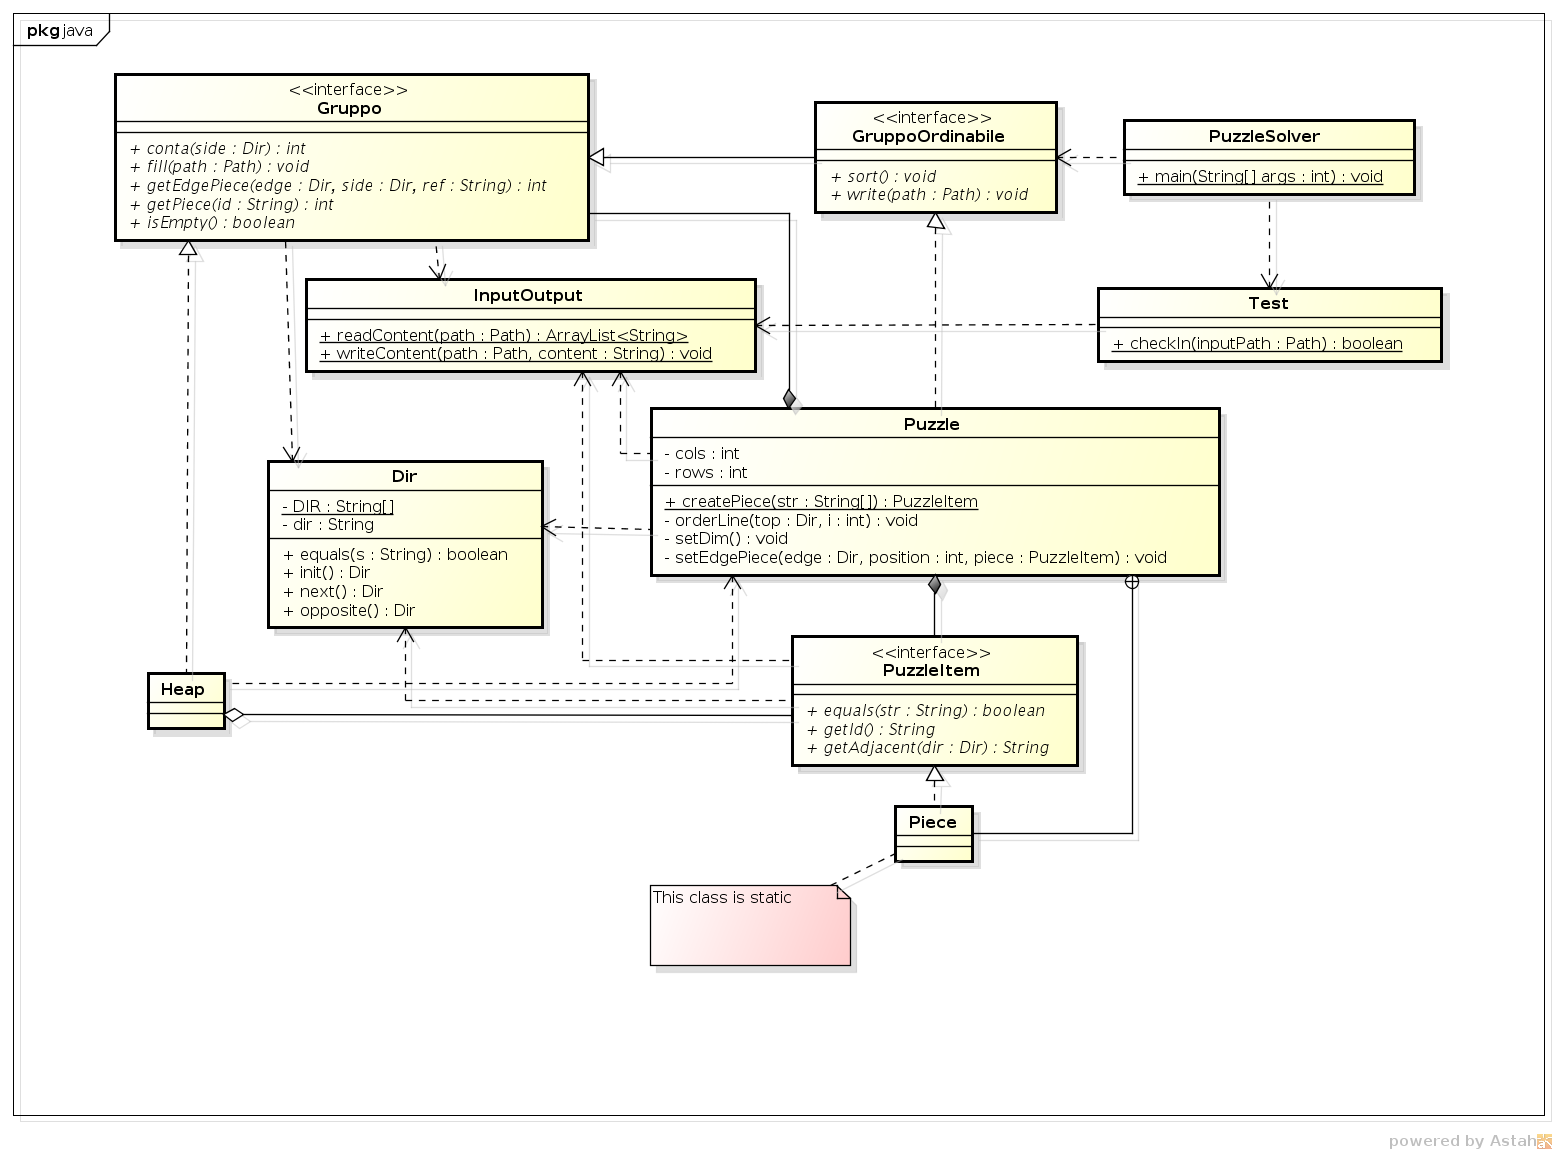 pkg java
<<interface>>
Gruppo
+ conta(side : Dir) : int
+ fill(path : Path) : void
+ getEdgePiece(edge : Dir, side : Dir, ref : String) : int
+ getPiece(id : String) : int
+ isEmpty() : boolean
<<interface>>
GruppoOrdinabile
+ sort() : void
+ write(path : Path) : void
PuzzleSolver
+ main(String[] args : int) : void
InputOutput
+ readContent(path : Path) : ArrayList<String>
+ writeContent(path : Path, content : String) : void
Test
+ checkIn(inputPath : Path) : boolean
Puzzle
- cols : int
- rows : int
+ createPiece(str : String[]) : PuzzleItem
- orderLine(top : Dir, i : int) : void
- setDim() : void
- setEdgePiece(edge : Dir, position : int, piece : PuzzleItem) : void
Dir
- DIR : String[]
- dir : String
+ equals(s : String) : boolean
+ init() : Dir
+ next() : Dir
+ opposite() : Dir
Heap
<<interface>>
PuzzleItem
+ equals(str : String) : boolean
+ getId() : String
+ getAdjacent(dir : Dir) : String
Piece
This class is static
powered by Astah